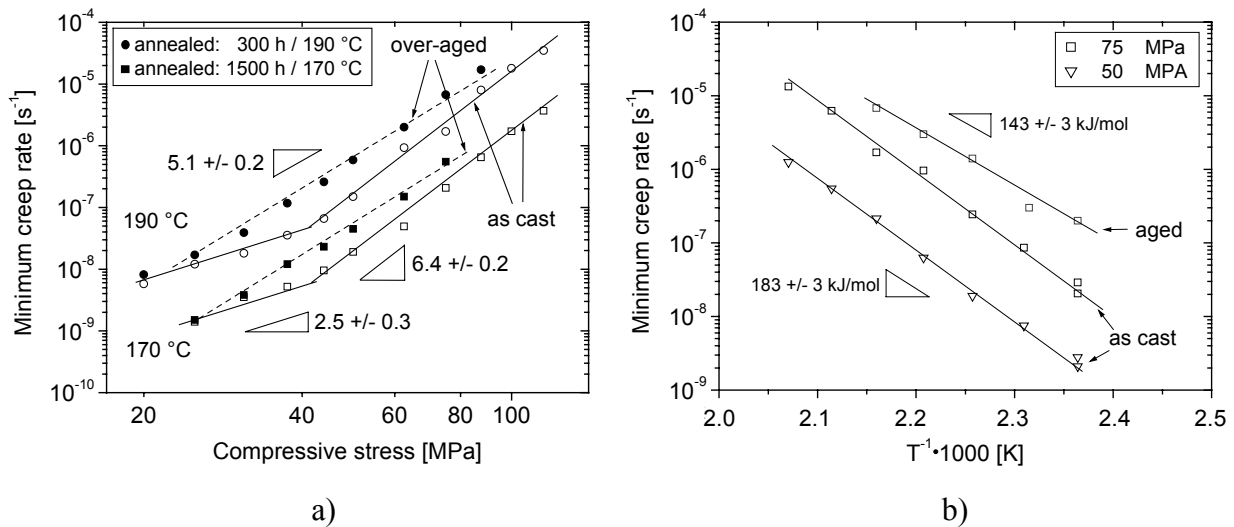 ● annealed: 300 h / 190 °C
■ annealed: 1500h / 170°C
over-aged
5.1 +/- 0.2
190 °C
as cast
6.4 +/- 0.2
2.5 +/- 0.3
170 °C
Minimum creep rate [s⁻¹]
10⁻⁴
10⁻⁵
10⁻⁶
10⁻⁷
10⁻⁸
10⁻⁹
10⁻¹⁰
20 40 60 80 100
Compressive stress [MPa]
a)
□ 75 MPa
▽ 50 MPA
143 +/- 3 kJ/mol
aged
183 +/- 3 kJ/mol
as cast
Minimum creep rate [s⁻¹]
10⁻⁴
10⁻⁵
10⁻⁶
10⁻⁷
10⁻⁸
10⁻⁹
2.0 2.1 2.2 2.3 2.4 2.5
T⁻¹•1000 [K]
b)